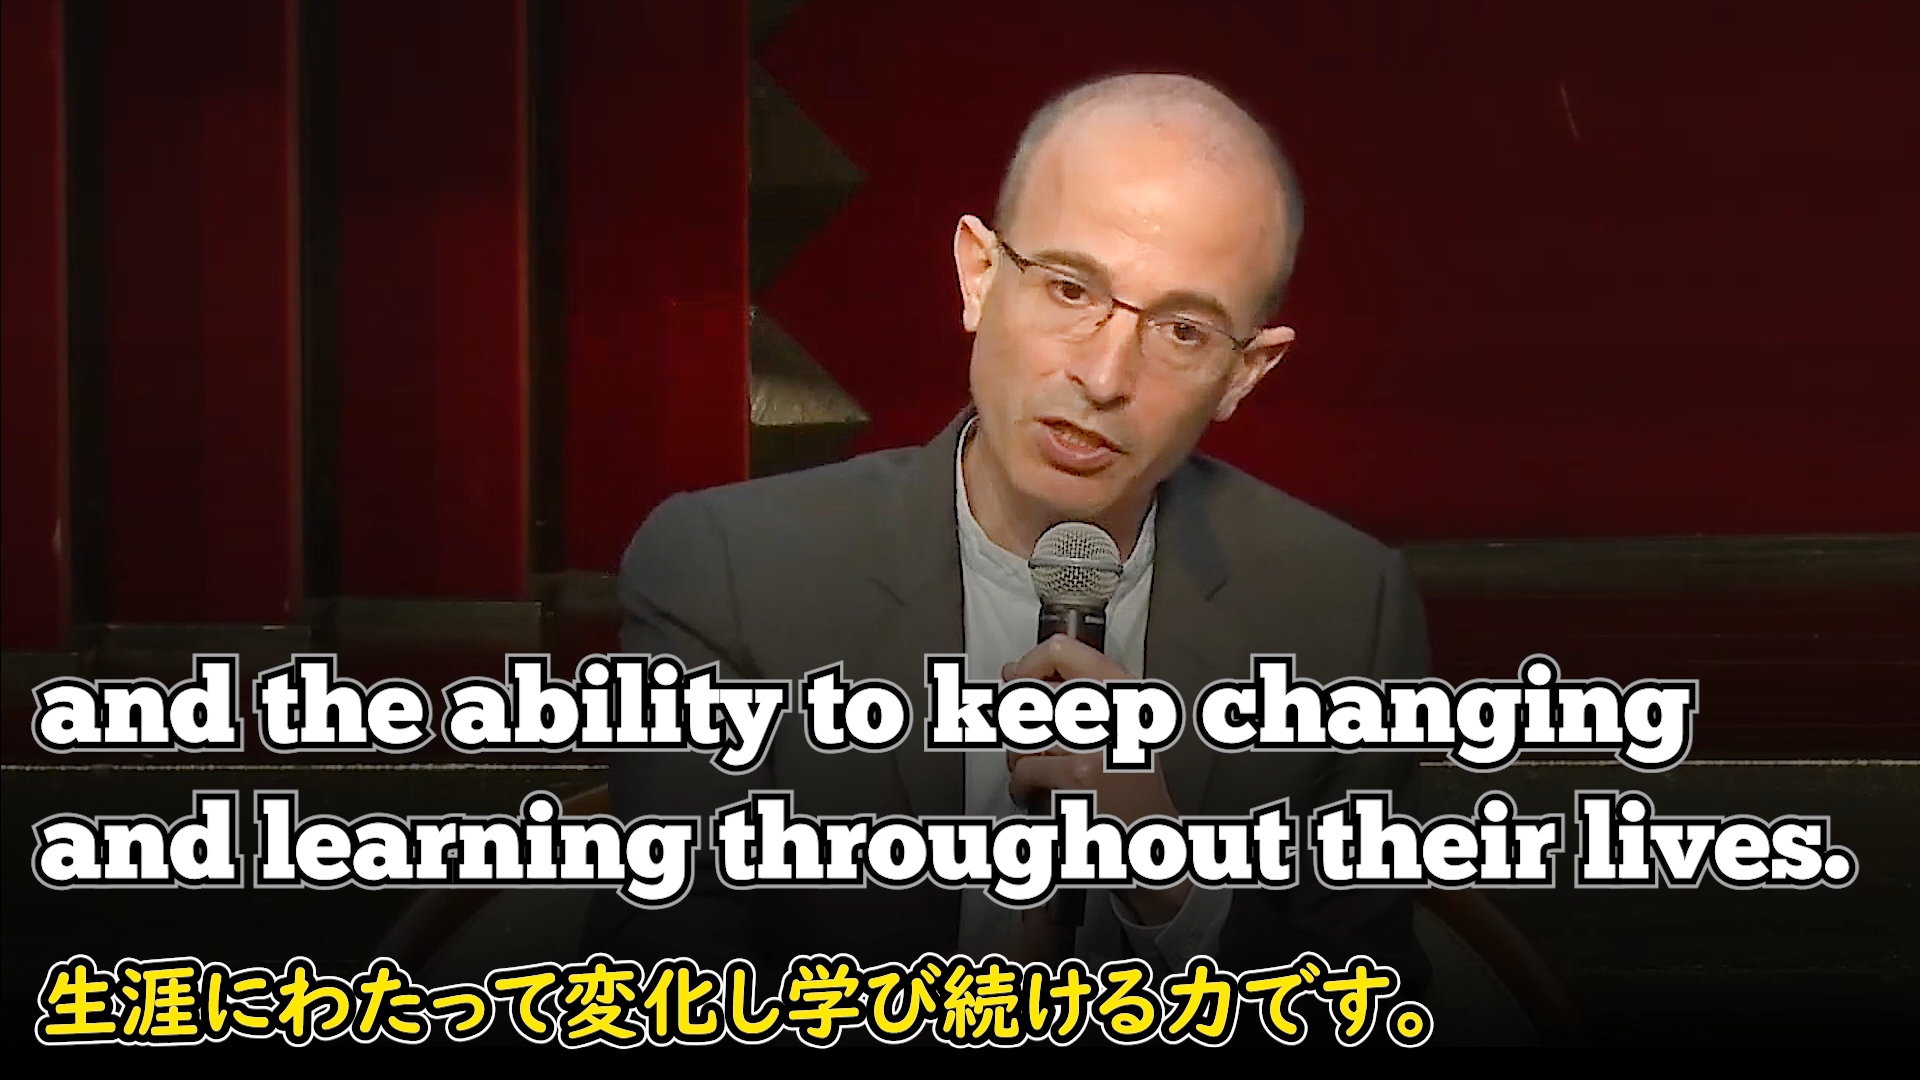 and the ability to keep changing
and learning throughout their lives.
生涯にわたって変化し学び続ける力です。